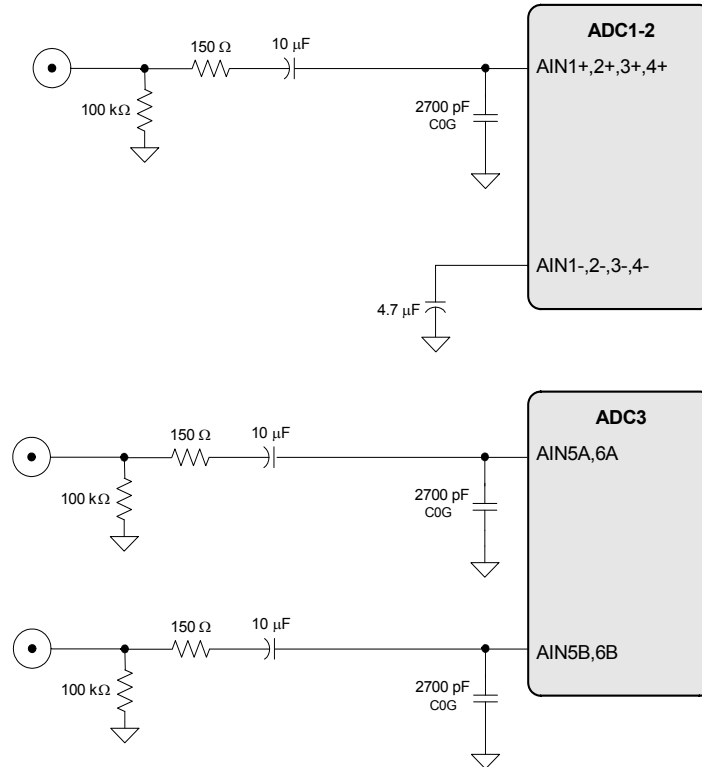 ADC1-2
150 Ω
10 µF
AIN1+,2+,3+,4+
100 kΩ
2700 pF
C0G
AIN1-,2-,3-,4-
4.7 µF
ADC3
150 Ω
10 µF
AIN5A,6A
100 kΩ
2700 pF
C0G
150 Ω
10 µF
AIN5B,6B
100 kΩ
2700 pF
C0G